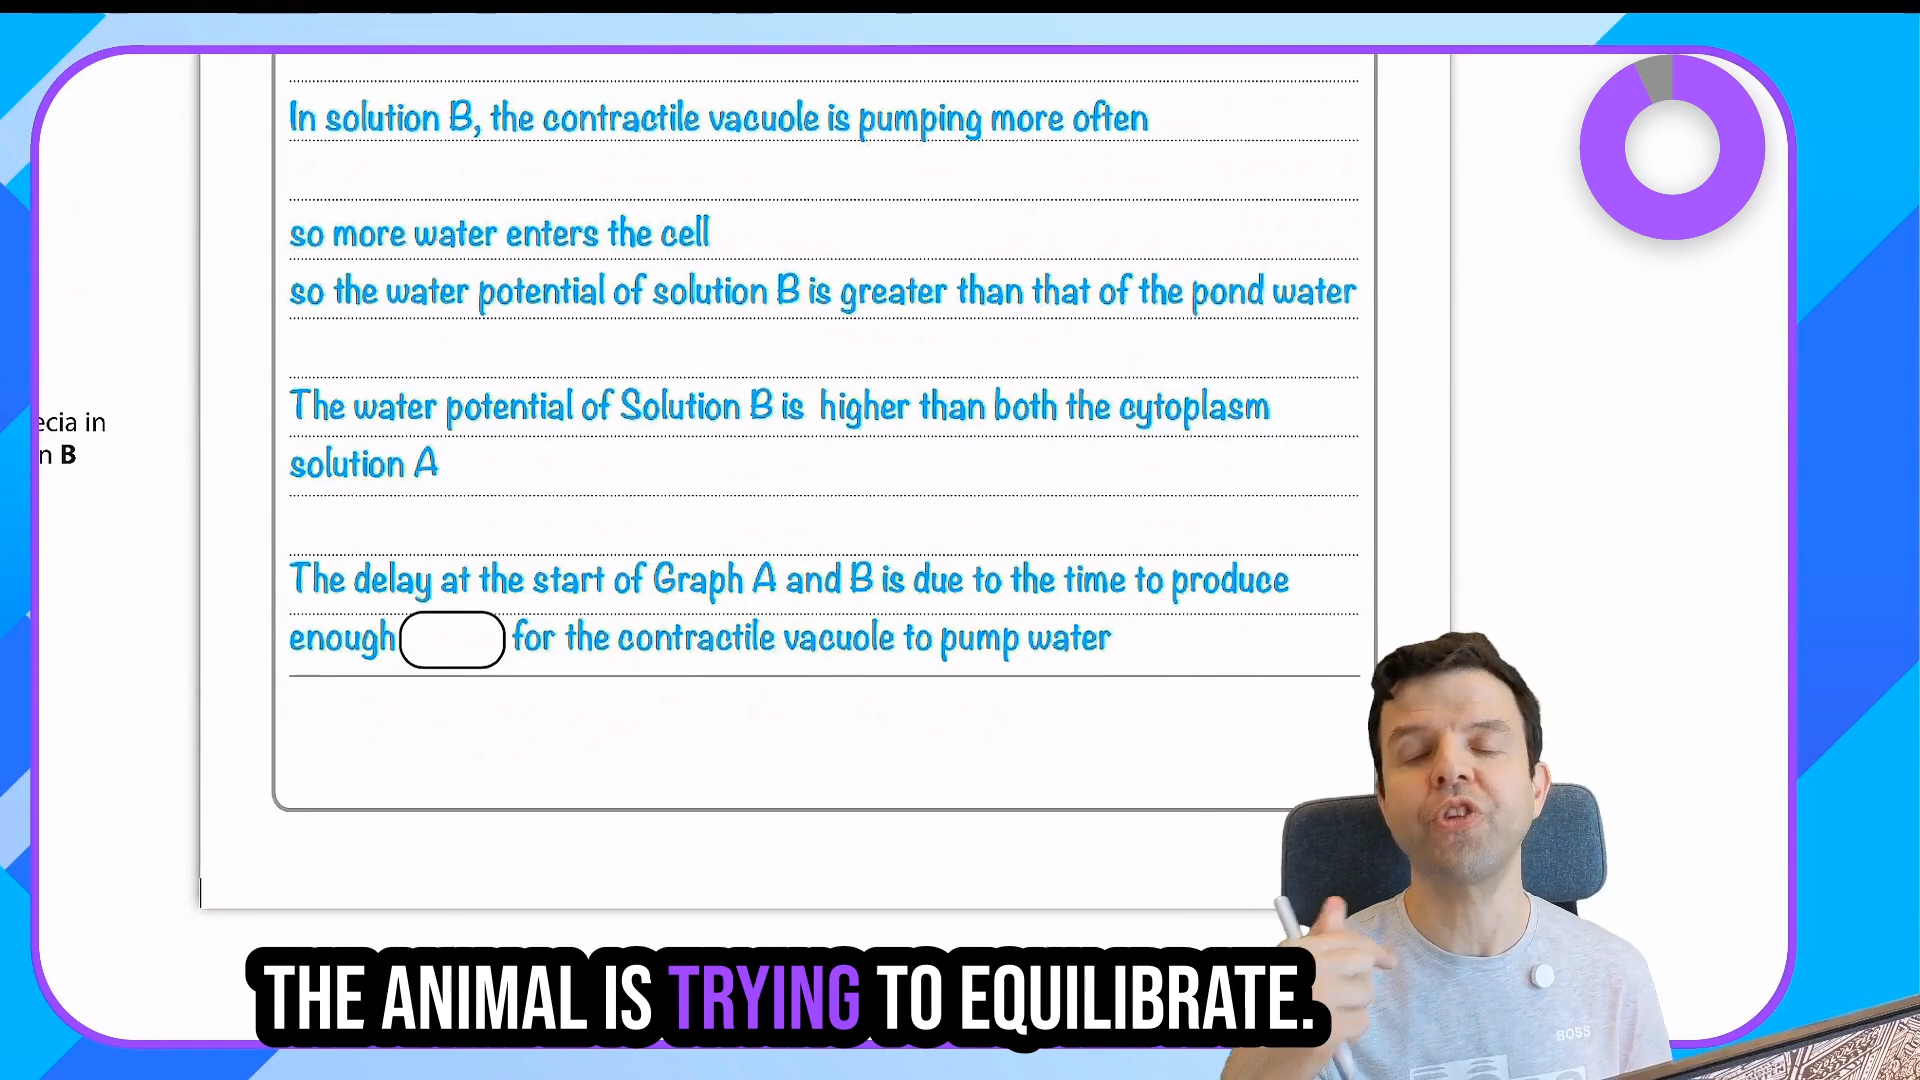 In solution B, the contractile vacuole is pumping more often
so more water enters the cell
so the water potential of solution B is greater than that of the pond water
The water potential of Solution B is higher than both the cytoplasm
solution A
The delay at the start of Graph A and B is due to the time to produce
enough for the contractile vacuole to pump water
ecia in
n B
THE ANIMAL IS TRYING TO EQUILIBRATE.
BOSS